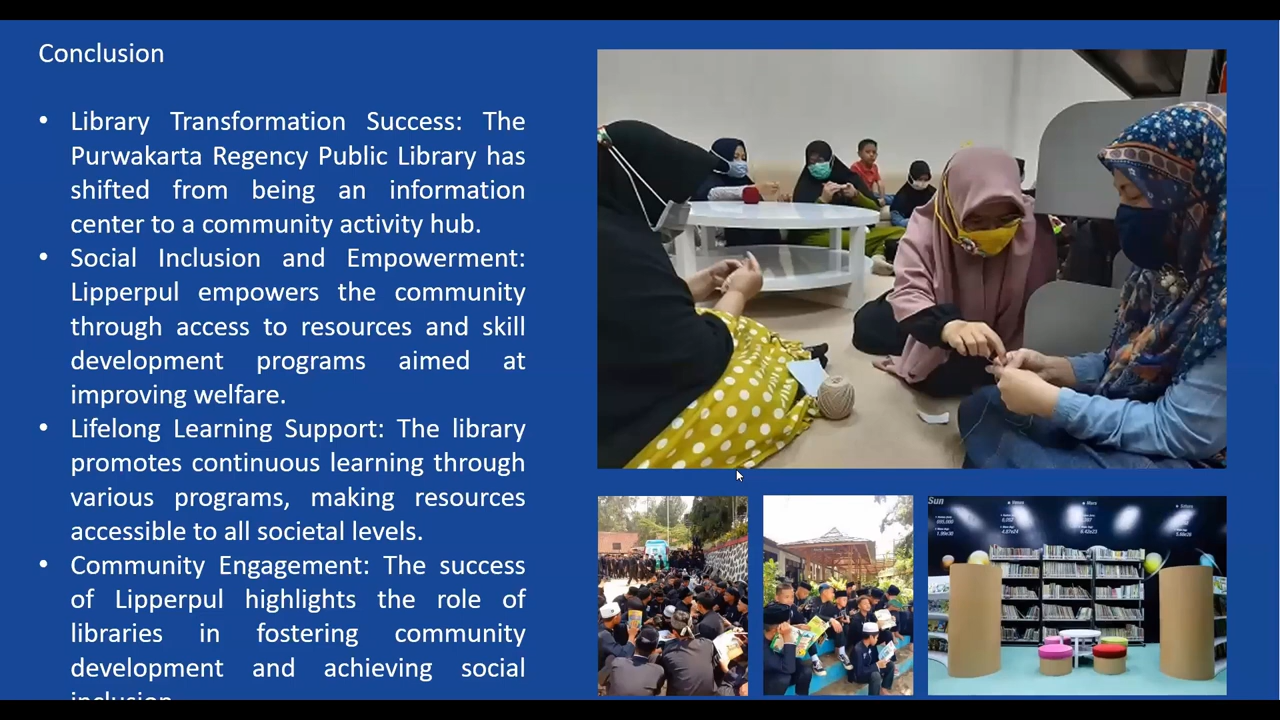 Conclusion
• Library Transformation Success: The
Purwakarta Regency Public Library has
shifted from being an information
center to a community activity hub.
• Social Inclusion and Empowerment:
Lipperpul empowers the community
through access to resources and skill
development programs aimed at
improving welfare.
• Lifelong Learning Support: The library
promotes continuous learning through
various programs, making resources
accessible to all societal levels.
• Community Engagement: The success
of Lipperpul highlights the role of
libraries in fostering community
development and achieving social
inclusion.
Sun